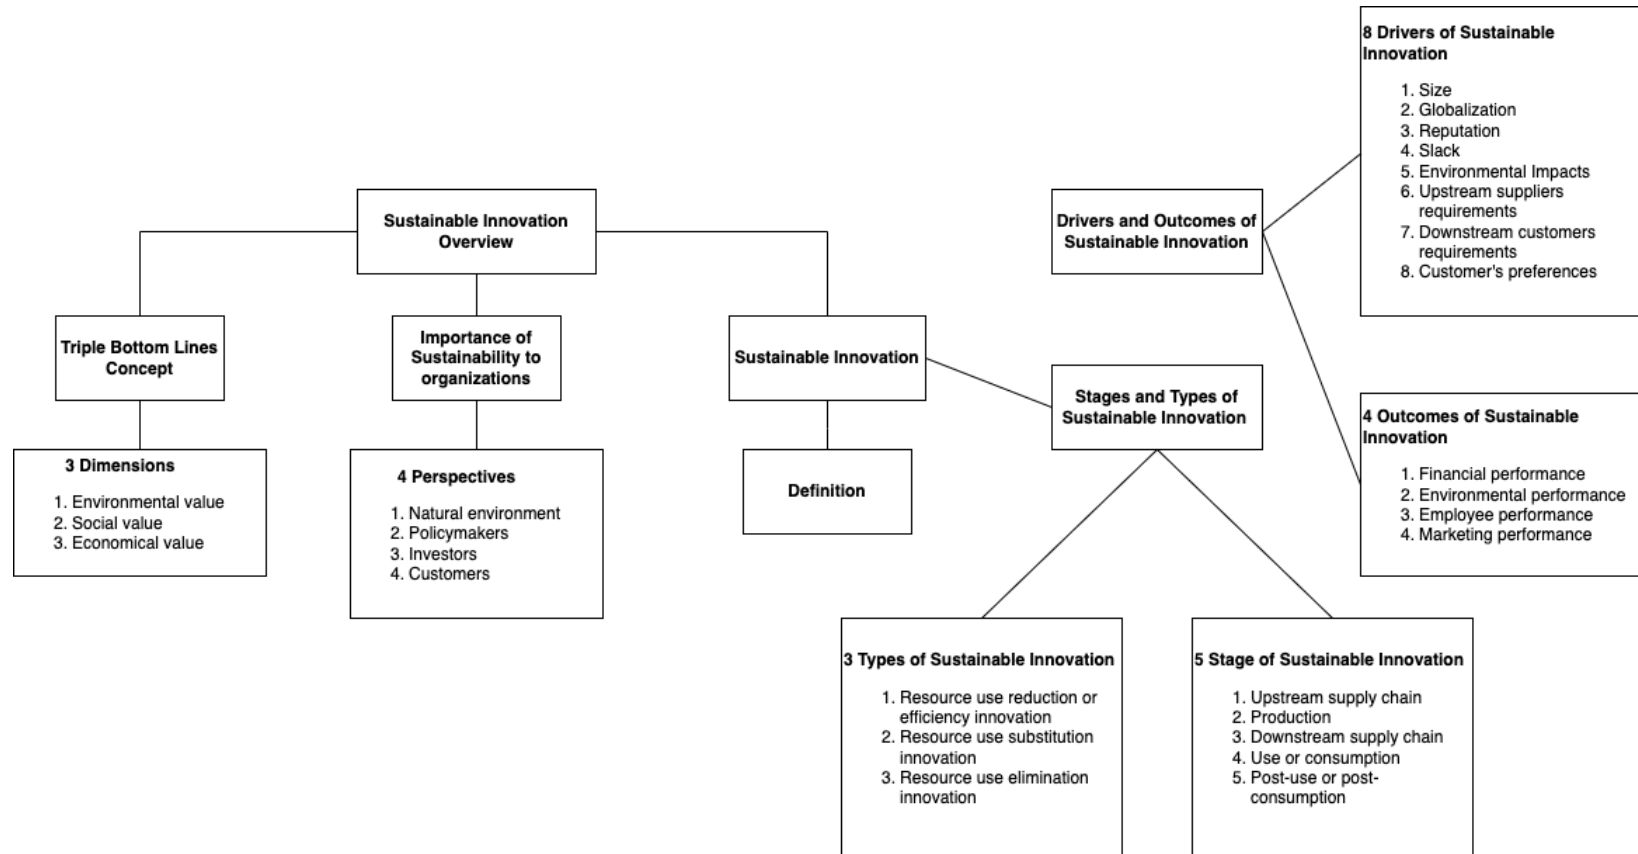 8 Drivers of Sustainable
Innovation
1. Size
2. Globalization
3. Reputation
4. Slack
5. Environmental Impacts
6. Upstream suppliers
requirements
7. Downstream customers
requirements
8. Customer's preferences
Sustainable Innovation
Overview
Drivers and Outcomes of
Sustainable Innovation
Triple Bottom Lines
Concept
Importance of
Sustainability to
organizations
Sustainable Innovation
Stages and Types of
Sustainable Innovation
4 Outcomes of Sustainable
Innovation
1. Financial performance
2. Environmental performance
3. Employee performance
4. Marketing performance
3 Dimensions
1. Environmental value
2. Social value
3. Economical value
4 Perspectives
1. Natural environment
2. Policymakers
3. Investors
4. Customers
Definition
3 Types of Sustainable Innovation
1. Resource use reduction or
efficiency innovation
2. Resource use substitution
innovation
3. Resource use elimination
innovation
5 Stage of Sustainable Innovation
1. Upstream supply chain
2. Production
3. Downstream supply chain
4. Use or consumption
5. Post-use or post-
consumption